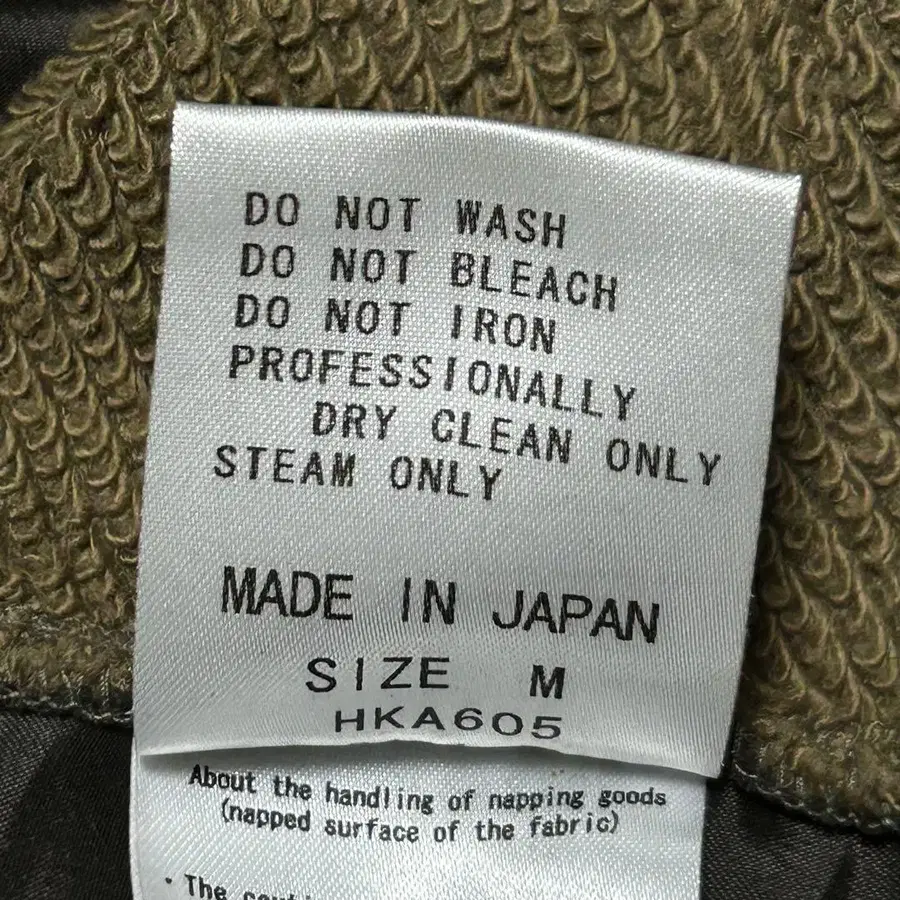 DO NOT WASH
DO NOT BLEACH
DO NOT IRON
PROFESSIONALLY
DRY CLEAN ONLY
STEAM ONLY
MADE IN JAPAN
SIZE M
HKA605
About the handling of napping goods
(napped surface of the fabric)
・The